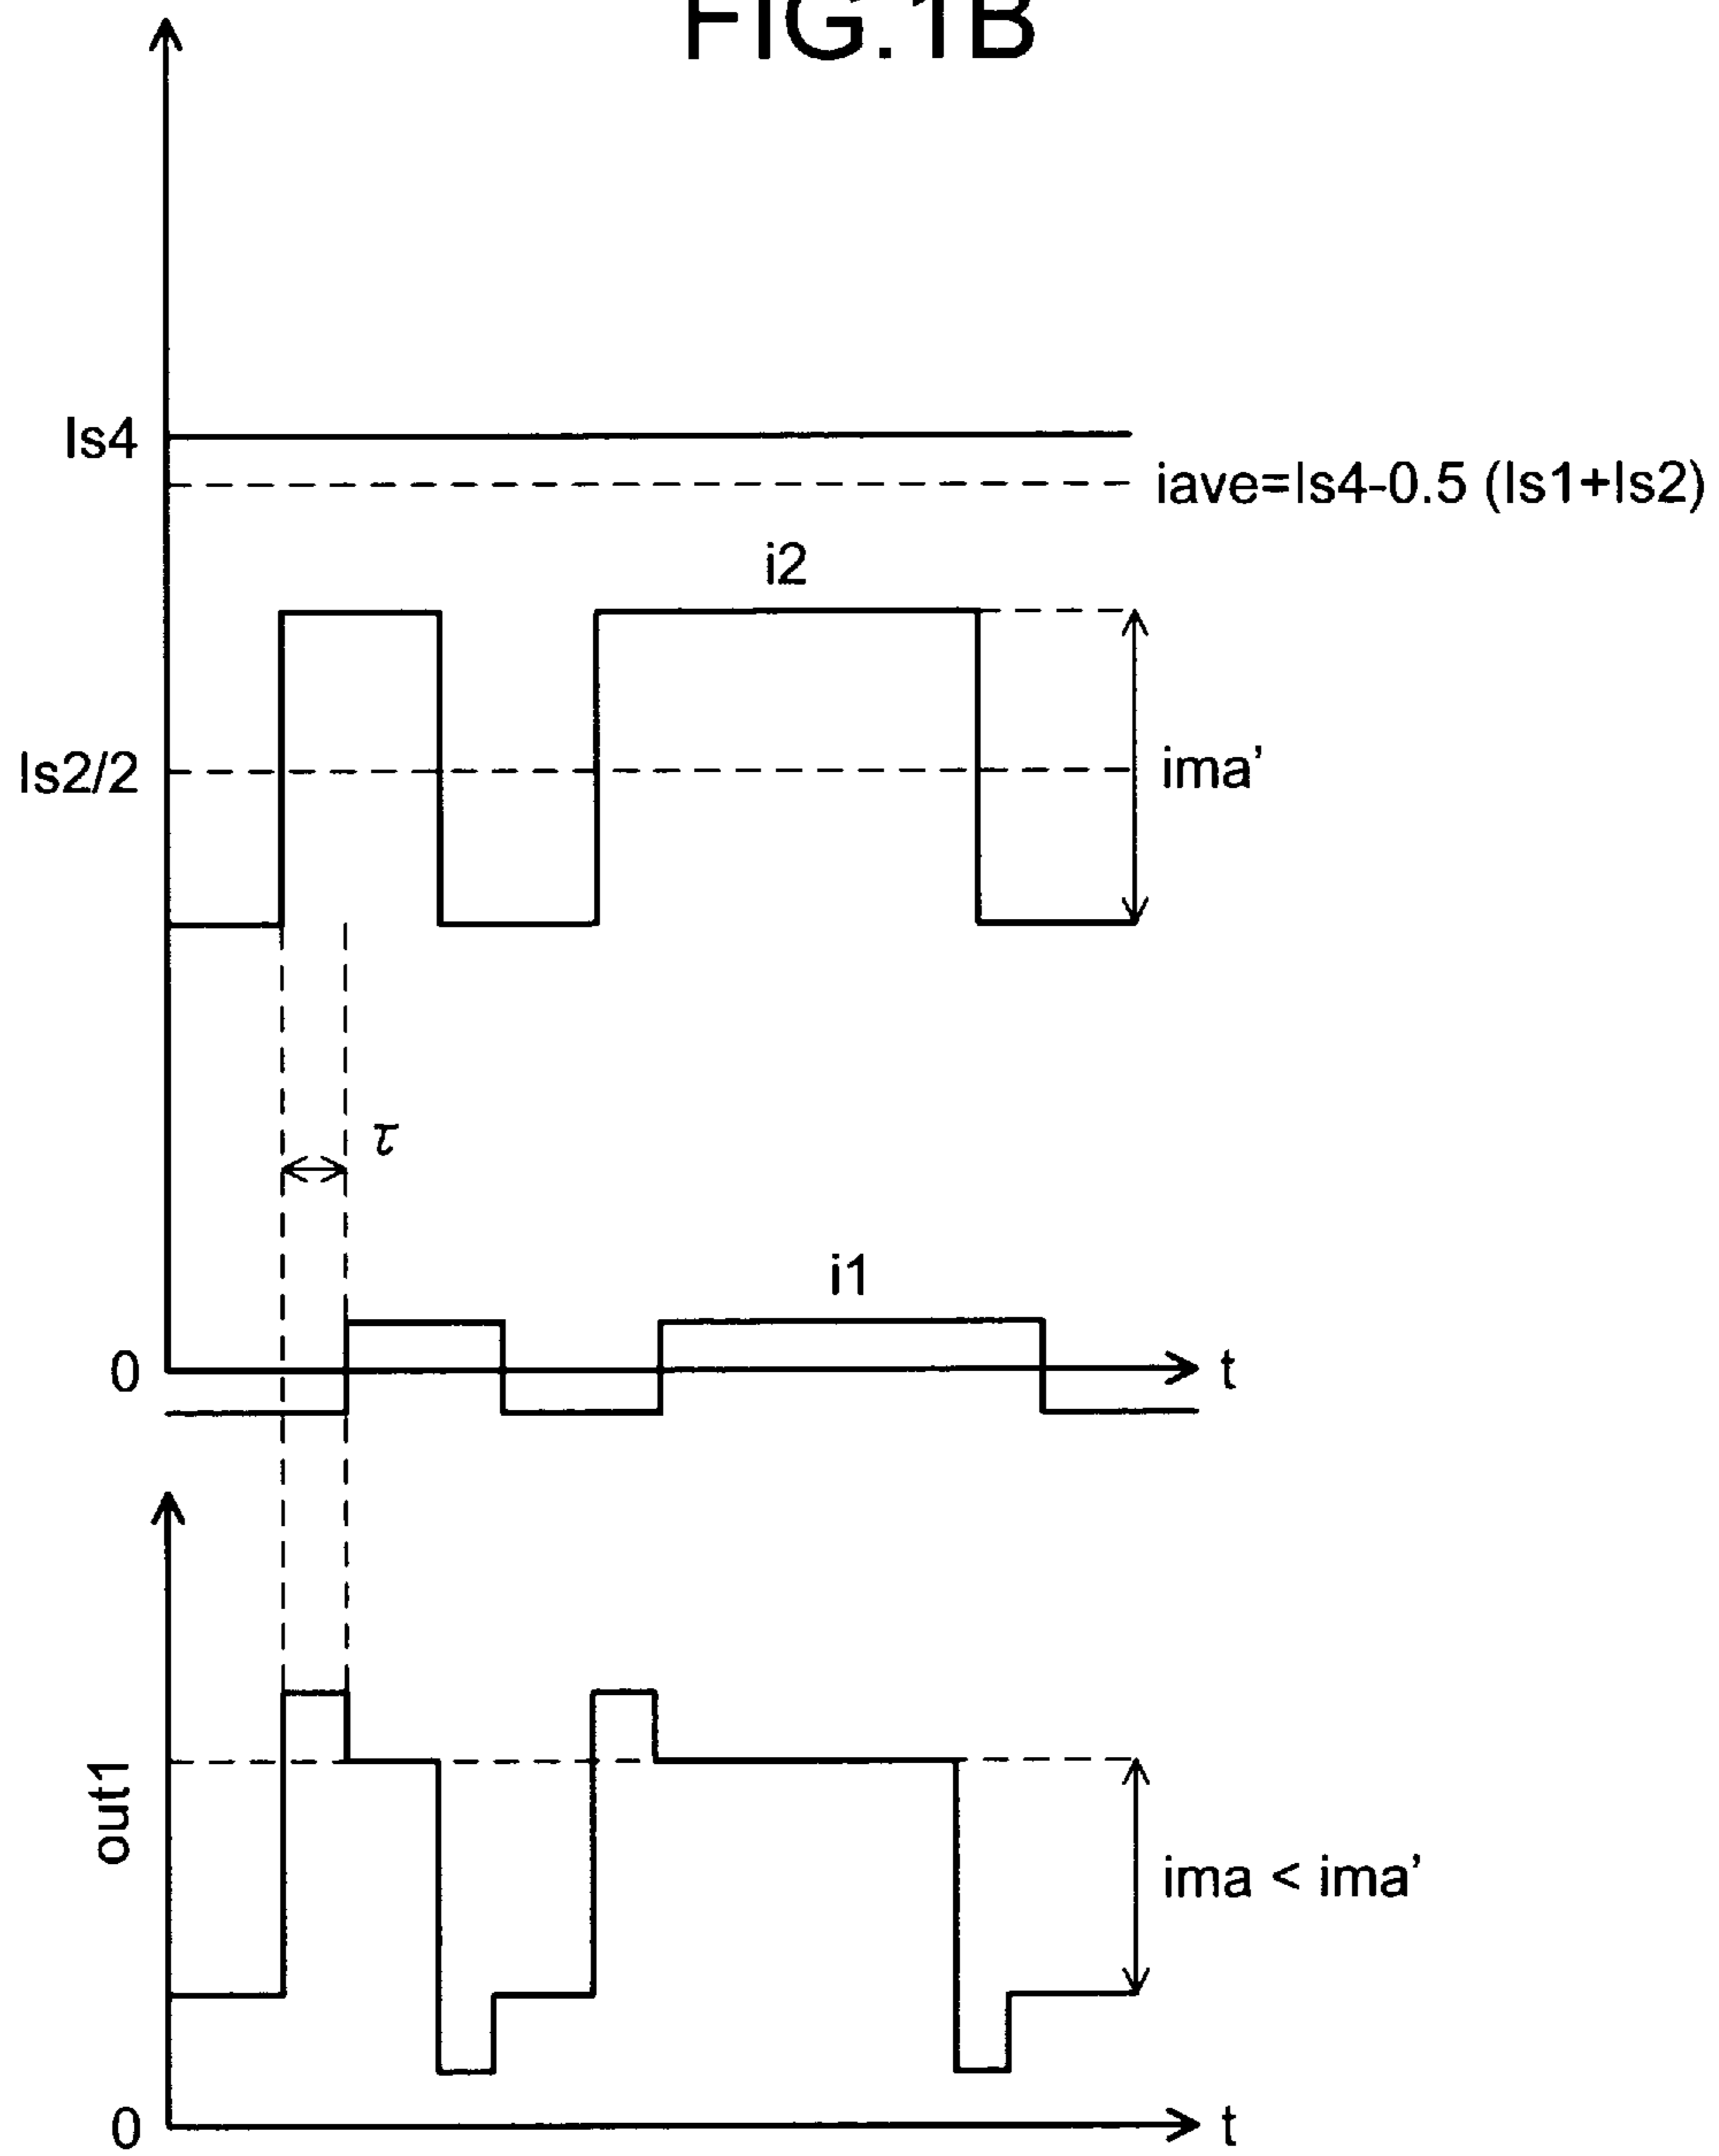 FIG.1B
Is4
iave=Is4-0.5 (Is1+Is2)
i2
Is2/2
ima’
τ
i1
0
t
out1
ima < ima’
0
t